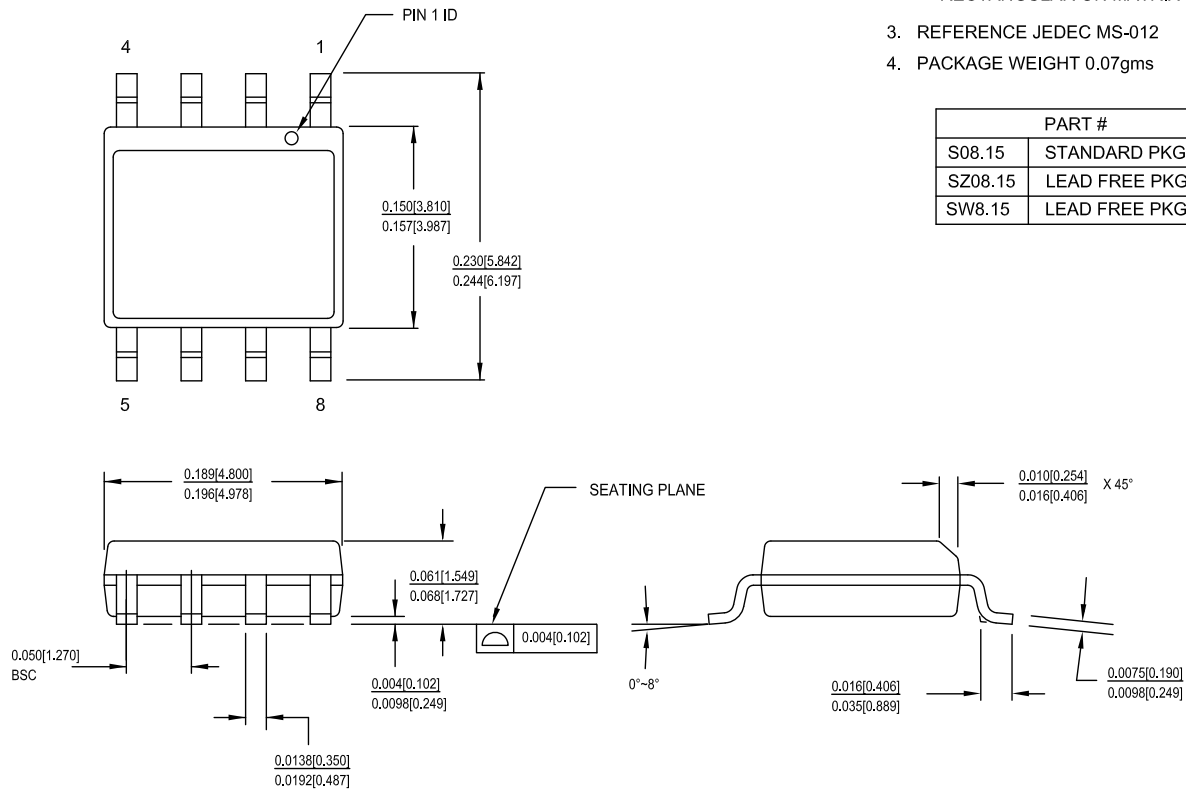 PIN 1 ID
3. REFERENCE JEDEC MS-012
4. PACKAGE WEIGHT 0.07gms
4
1
PART #
S08.15 STANDARD PKG
SZ08.15 LEAD FREE PKG
SW8.15 LEAD FREE PKG
0.150[3.810]
0.157[3.987]
0.230[5.842]
0.244[6.197]
5
8
0.189[4.800]
0.196[4.978]
SEATING PLANE
0.010[0.254]
0.016[0.406]
X 45°
0.061[1.549]
0.068[1.727]
0.004[0.102]
0.050[1.270]
BSC
0.004[0.102]
0.0098[0.249]
0°~8°
0.016[0.406]
0.035[0.889]
0.0075[0.190]
0.0098[0.249]
0.0138[0.350]
0.0192[0.487]